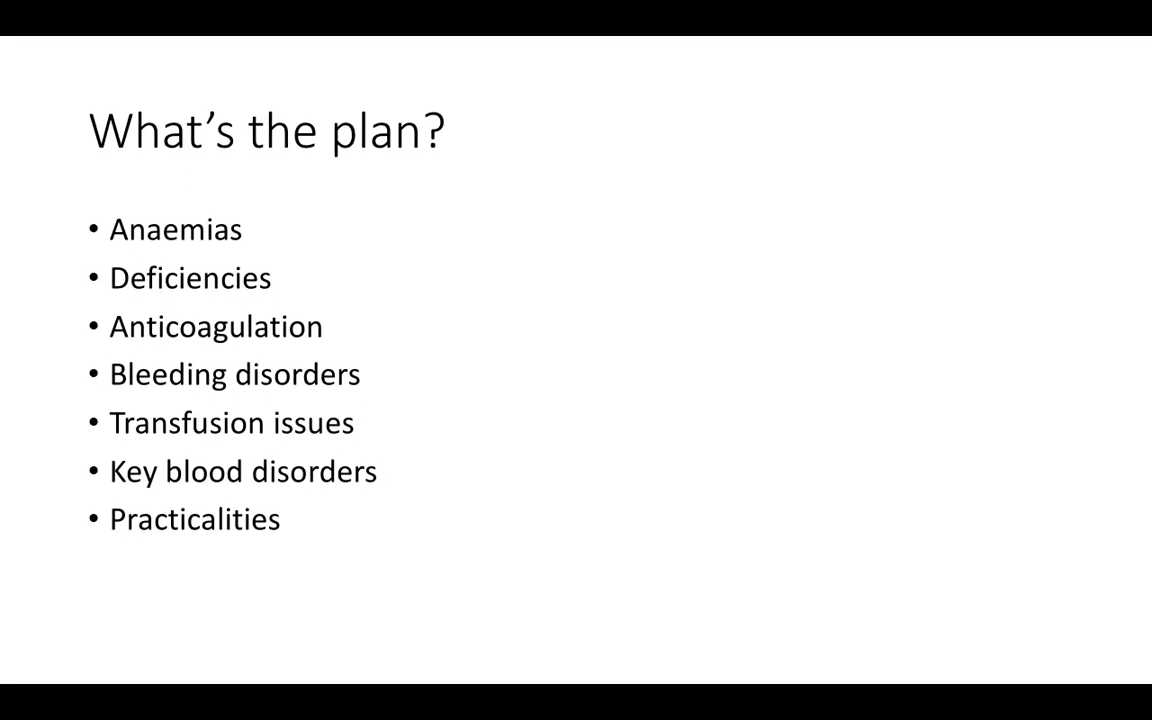 What’s the plan?
• Anaemias
• Deficiencies
• Anticoagulation
• Bleeding disorders
• Transfusion issues
• Key blood disorders
• Practicalities